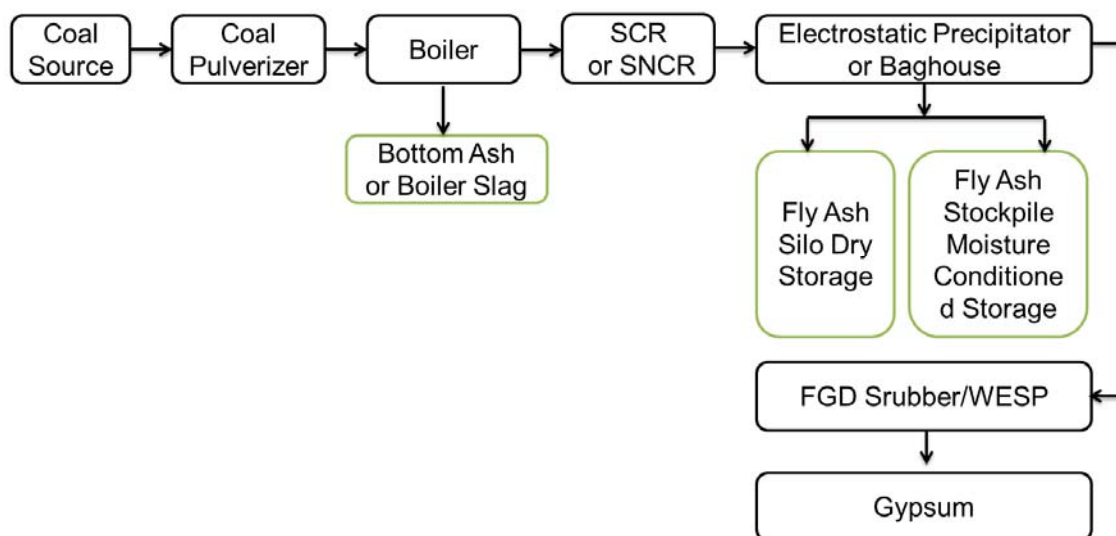 Coal
Source
Coal
Pulverizer
Boiler
SCR
or SNCR
Electrostatic Precipitator
or Baghouse
Bottom Ash
or Boiler Slag
Fly Ash
Silo Dry
Storage
Fly Ash
Stockpile
Moisture
Conditione
d Storage
FGD Srubber/WESP
Gypsum